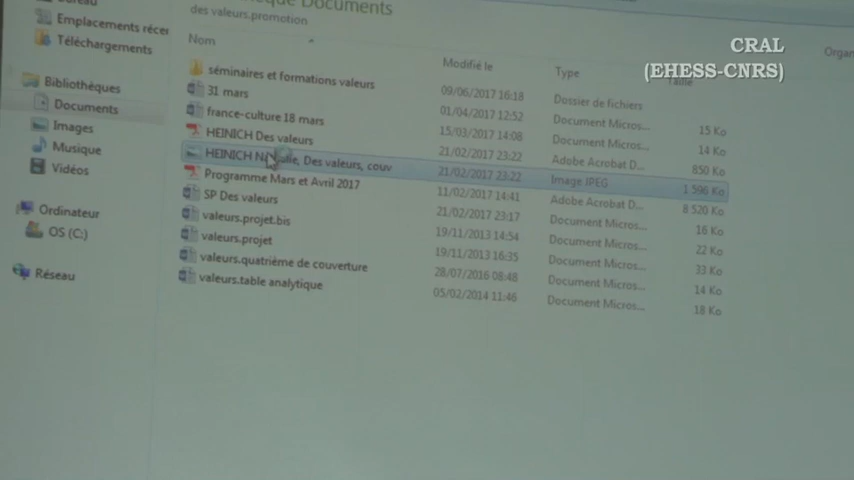 Documents
des valeurs.promotion
Organ
CRAL
(EHESS-CNRS)
Emplacements récer
Téléchargements
Bibliothèques
Documents
Images
Musique
Vidéos
Ordinateur
OS (C:)
Réseau
Nom Modifié le Type Taille
séminaires et formations valeurs 09/06/2017 16:18 Dossier de fichiers
31 mars 01/04/2017 12:52 Document Micros... 15 Ko
france-culture 18 mars 15/03/2017 14:08 Document Micros... 14 Ko
HEINICH Des valeurs 21/02/2017 23:22 Adobe Acrobat D... 850 Ko
HEINICH Des valeurs, couv 21/02/2017 23:22 Image JPEG 1 596 Ko
Programme Mars et Avril 2017 11/02/2017 14:41 Adobe Acrobat D... 8 520 Ko
SP Des valeurs 21/02/2017 23:17 Document Micros... 16 Ko
valeurs.projet.bis 19/11/2013 14:54 Document Micros... 22 Ko
valeurs.projet 19/11/2013 16:35 Document Micros... 33 Ko
valeurs.quatrième de couverture 28/07/2016 08:48 Document Micros... 14 Ko
valeurs.table analytique 05/02/2014 11:46 Document Micros... 18 Ko